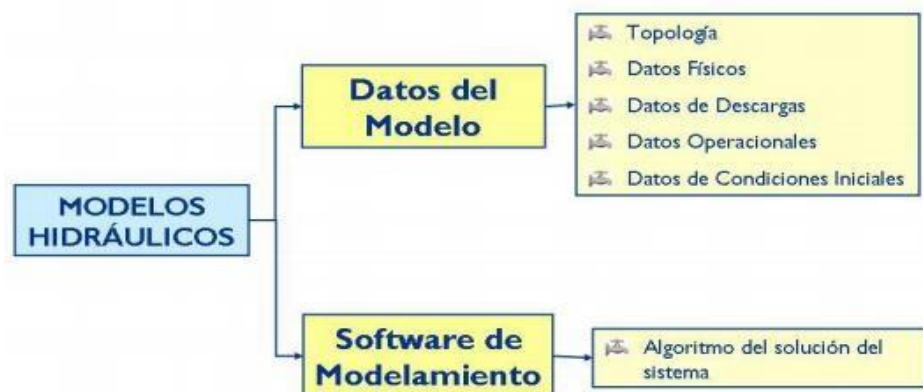 MODELOS
HIDRÁULICOS
Datos del
Modelo
Topología
Datos Físicos
Datos de Descargas
Datos Operacionales
Datos de Condiciones Iniciales
Software de
Modelamiento
Algoritmo del solución del
sistema